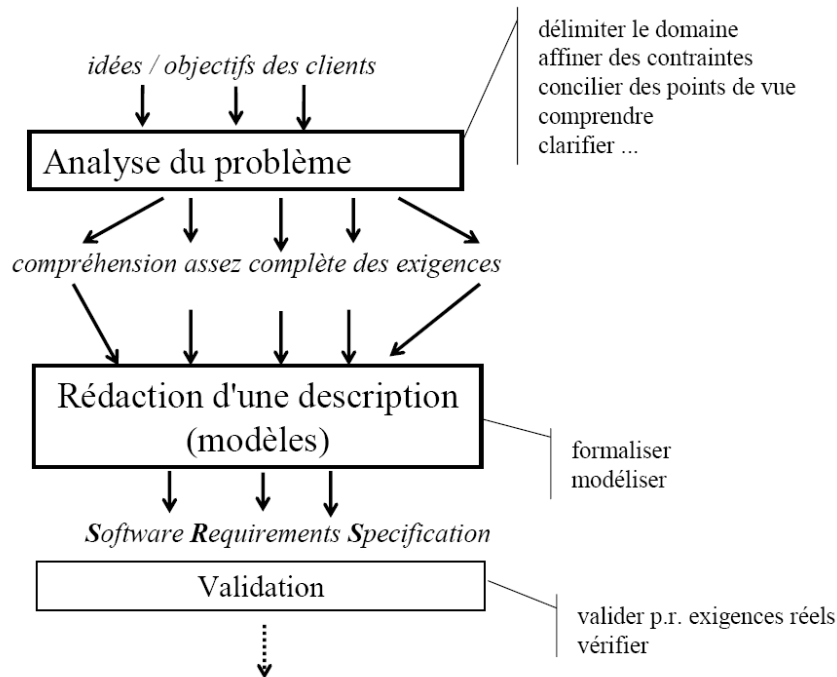 idées / objectifs des clients
délimiter le domaine
affiner des contraintes
concilier des points de vue
comprendre
clarifier ...
Analyse du problème
compréhension assez complète des exigences
Rédaction d'une description
(modèles)
formaliser
modéliser
Software Requirements Specification
Validation
valider p.r. exigences réels
vérifier